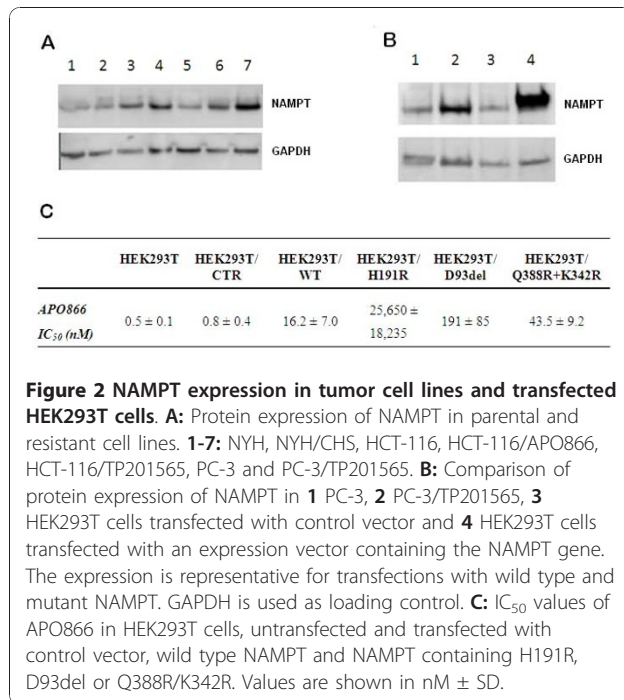 A
1 2 3 4 5 6 7
NAMPT
GAPDH
B
1 2 3 4
NAMPT
GAPDH
C
HEK293T HEK293T/ CTR HEK293T/ WT HEK293T/ H191R HEK293T/ D93del HEK293T/ Q388R+K342R
APO866 IC50 (nM) 0.5 ± 0.1 0.8 ± 0.4 16.2 ± 7.0 25,650 ± 18,235 191 ± 85 43.5 ± 9.2
Figure 2 NAMPT expression in tumor cell lines and transfected
HEK293T cells. A: Protein expression of NAMPT in parental and
resistant cell lines. 1-7: NYH, NYH/CHS, HCT-116, HCT-116/APO866,
HCT-116/TP201565, PC-3 and PC-3/TP201565. B: Comparison of
protein expression of NAMPT in 1 PC-3, 2 PC-3/TP201565, 3
HEK293T cells transfected with control vector and 4 HEK293T cells
transfected with an expression vector containing the NAMPT gene.
The expression is representative for transfections with wild type and
mutant NAMPT. GAPDH is used as loading control. C: IC50 values of
APO866 in HEK293T cells, untransfected and transfected with
control vector, wild type NAMPT and NAMPT containing H191R,
D93del or Q388R/K342R. Values are shown in nM ± SD.